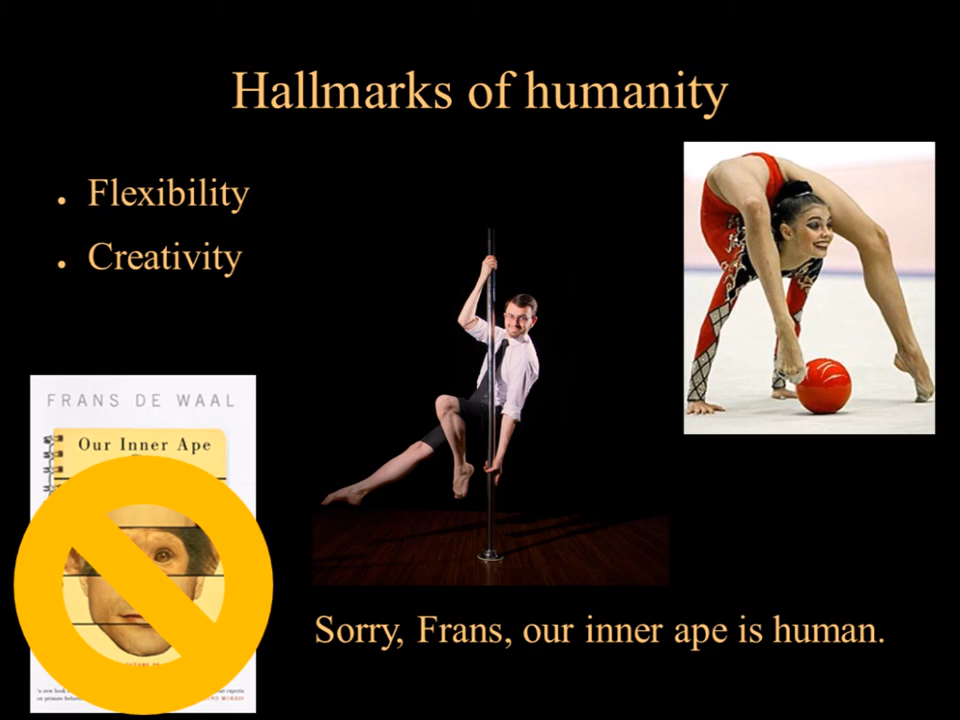 Hallmarks of humanity
Flexibility
Creativity
FRANS DE WAAL
Our Inner Ape
Sorry, Frans, our inner ape is human.